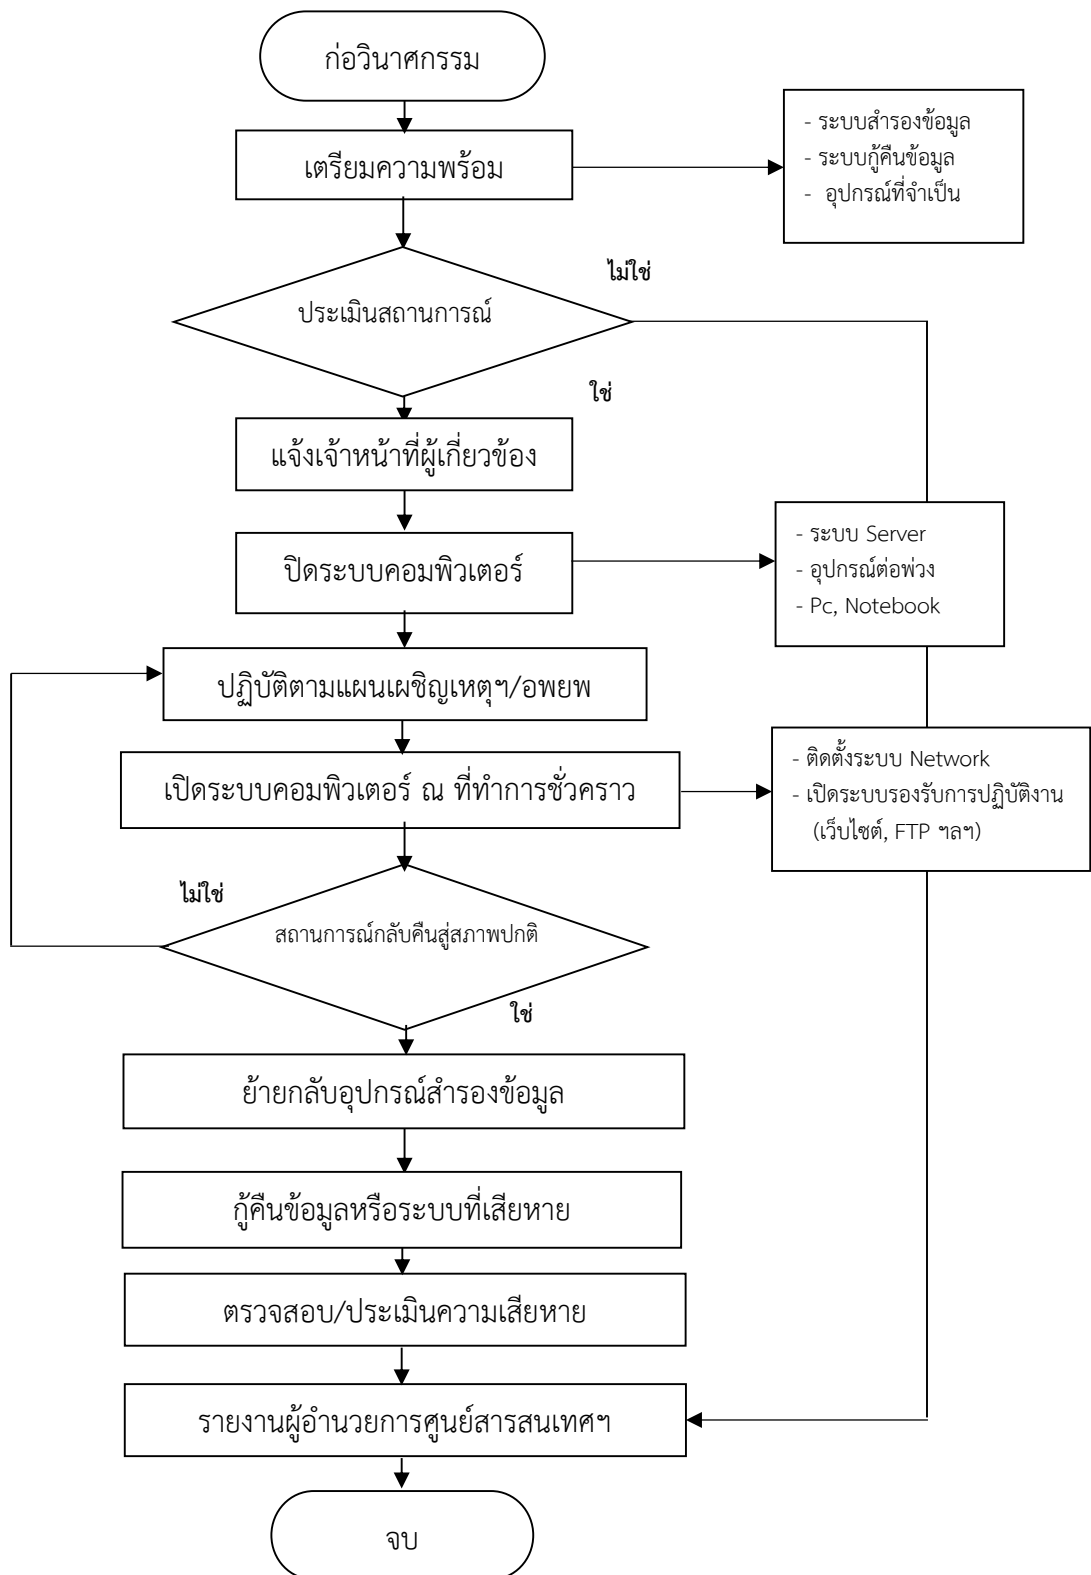 ก่อวินาศกรรม
เตรียมความพร้อม
- ระบบสำรองข้อมูล
- ระบบกู้คืนข้อมูล
- อุปกรณ์ที่จำเป็น
ไม่ใช่
ประเมินสถานการณ์
ใช่
แจ้งเจ้าหน้าที่ผู้เกี่ยวข้อง
ปิดระบบคอมพิวเตอร์
- ระบบ Server
- อุปกรณ์ต่อพ่วง
- Pc, Notebook
ปฏิบัติตามแผนเผชิญเหตุฯ/อพยพ
เปิดระบบคอมพิวเตอร์ ณ ที่ทำการชั่วคราว
- ติดตั้งระบบ Network
- เปิดระบบรองรับการปฏิบัติงาน
(เว็บไซต์, FTP ฯลฯ)
ไม่ใช่
สถานการณ์กลับคืนสู่สภาพปกติ
ใช่
ย้ายกลับอุปกรณ์สำรองข้อมูล
กู้คืนข้อมูลหรือระบบที่เสียหาย
ตรวจสอบ/ประเมินความเสียหาย
รายงานผู้อำนวยการศูนย์สารสนเทศฯ
จบ